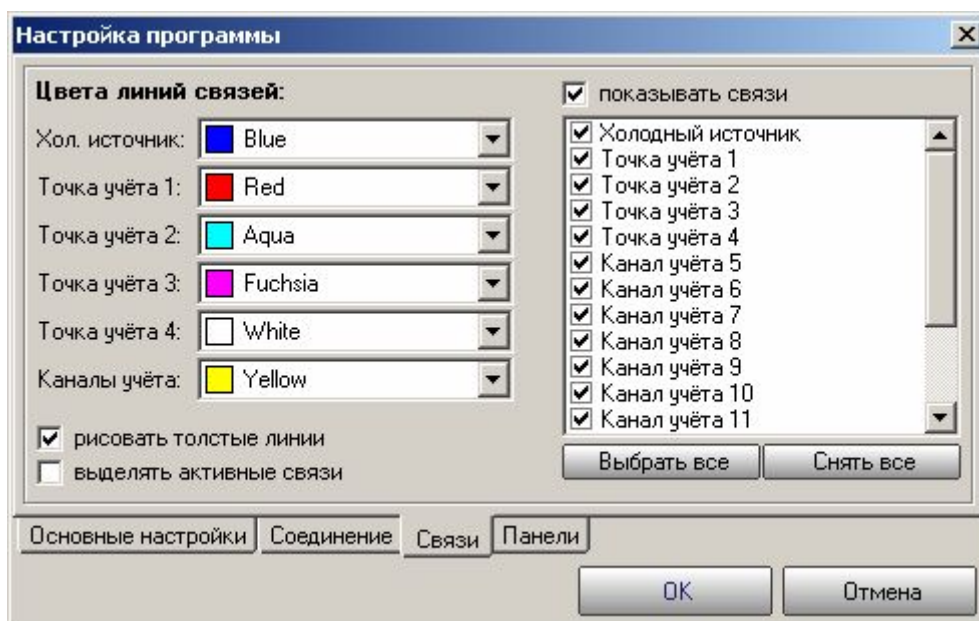 Настройка программы
Цвета линий связей:
Хол. источник: Blue
Точка учёта 1: Red
Точка учёта 2: Aqua
Точка учёта 3: Fuchsia
Точка учёта 4: White
Каналы учёта: Yellow
рисовать толстые линии
выделять активные связи
показывать связи
Холодный источник
Точка учёта 1
Точка учёта 2
Точка учёта 3
Точка учёта 4
Канал учёта 5
Канал учёта 6
Канал учёта 7
Канал учёта 8
Канал учёта 9
Канал учёта 10
Канал учёта 11
Выбрать все Снять все
Основные настройки Соединение Связи Панели
OK Отмена